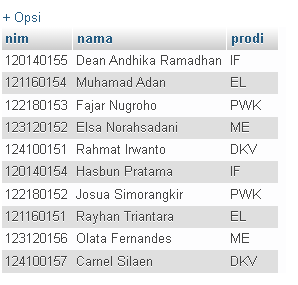 + Opsi
nim nama prodi
120140155 Dean Andhika Ramadhan IF
121160154 Muhamad Adan EL
122180153 Fajar Nugroho PWK
123120152 Elsa Norahsadani ME
124100151 Rahmat Irwanto DKV
120140154 Hasbun Pratama IF
122180152 Josua Simorangkir PWK
121160151 Rayhan Triantara EL
123120156 Olata Fernandes ME
124100157 Carnel Silaen DKV